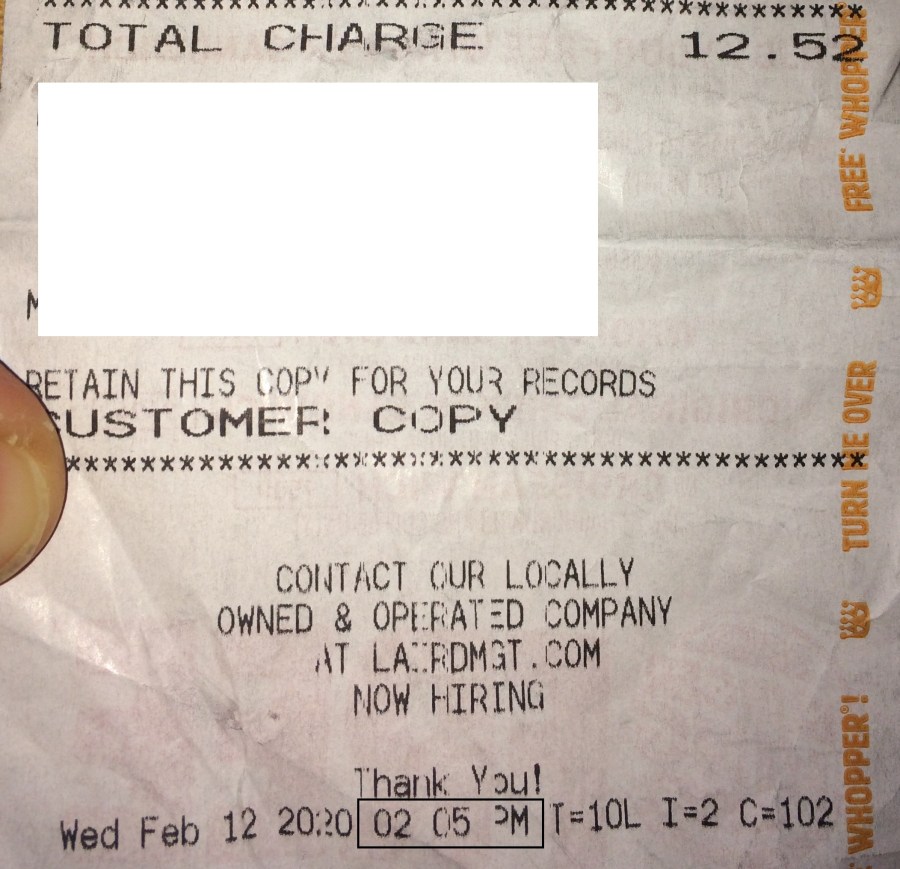 ****************************************
TOTAL CHARGE 12.52
RETAIN THIS COPY FOR YOUR RECORDS
CUSTOMER COPY
****************************************
CONTACT OUR LOCALLY
OWNED & OPERATED COMPANY
AT LAIRDMGT.COM
NOW HIRING
Thank You!
Wed Feb 12 2020 02 05 PM T=10L I=2 C=102
FREE WHOPPER
TURN ME OVER
WHOPPER®!